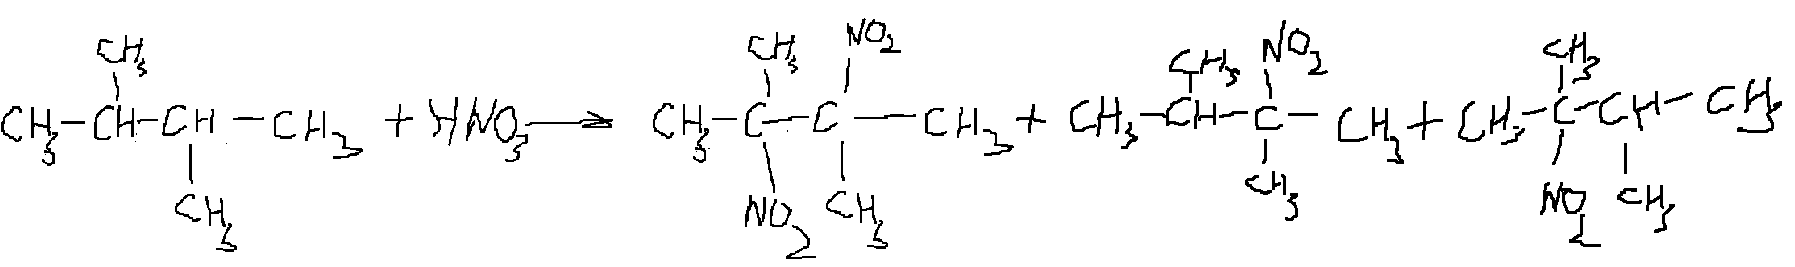 CH3 CH3 NO2 CH3 NO2 CH3
CH3-CH-CH-CH3 + HNO3 → CH3-C-C-CH3 + CH3-CH-C-CH3 + CH3-C-CH-CH3
CH3 NO2 CH3 CH3 NO2 CH3